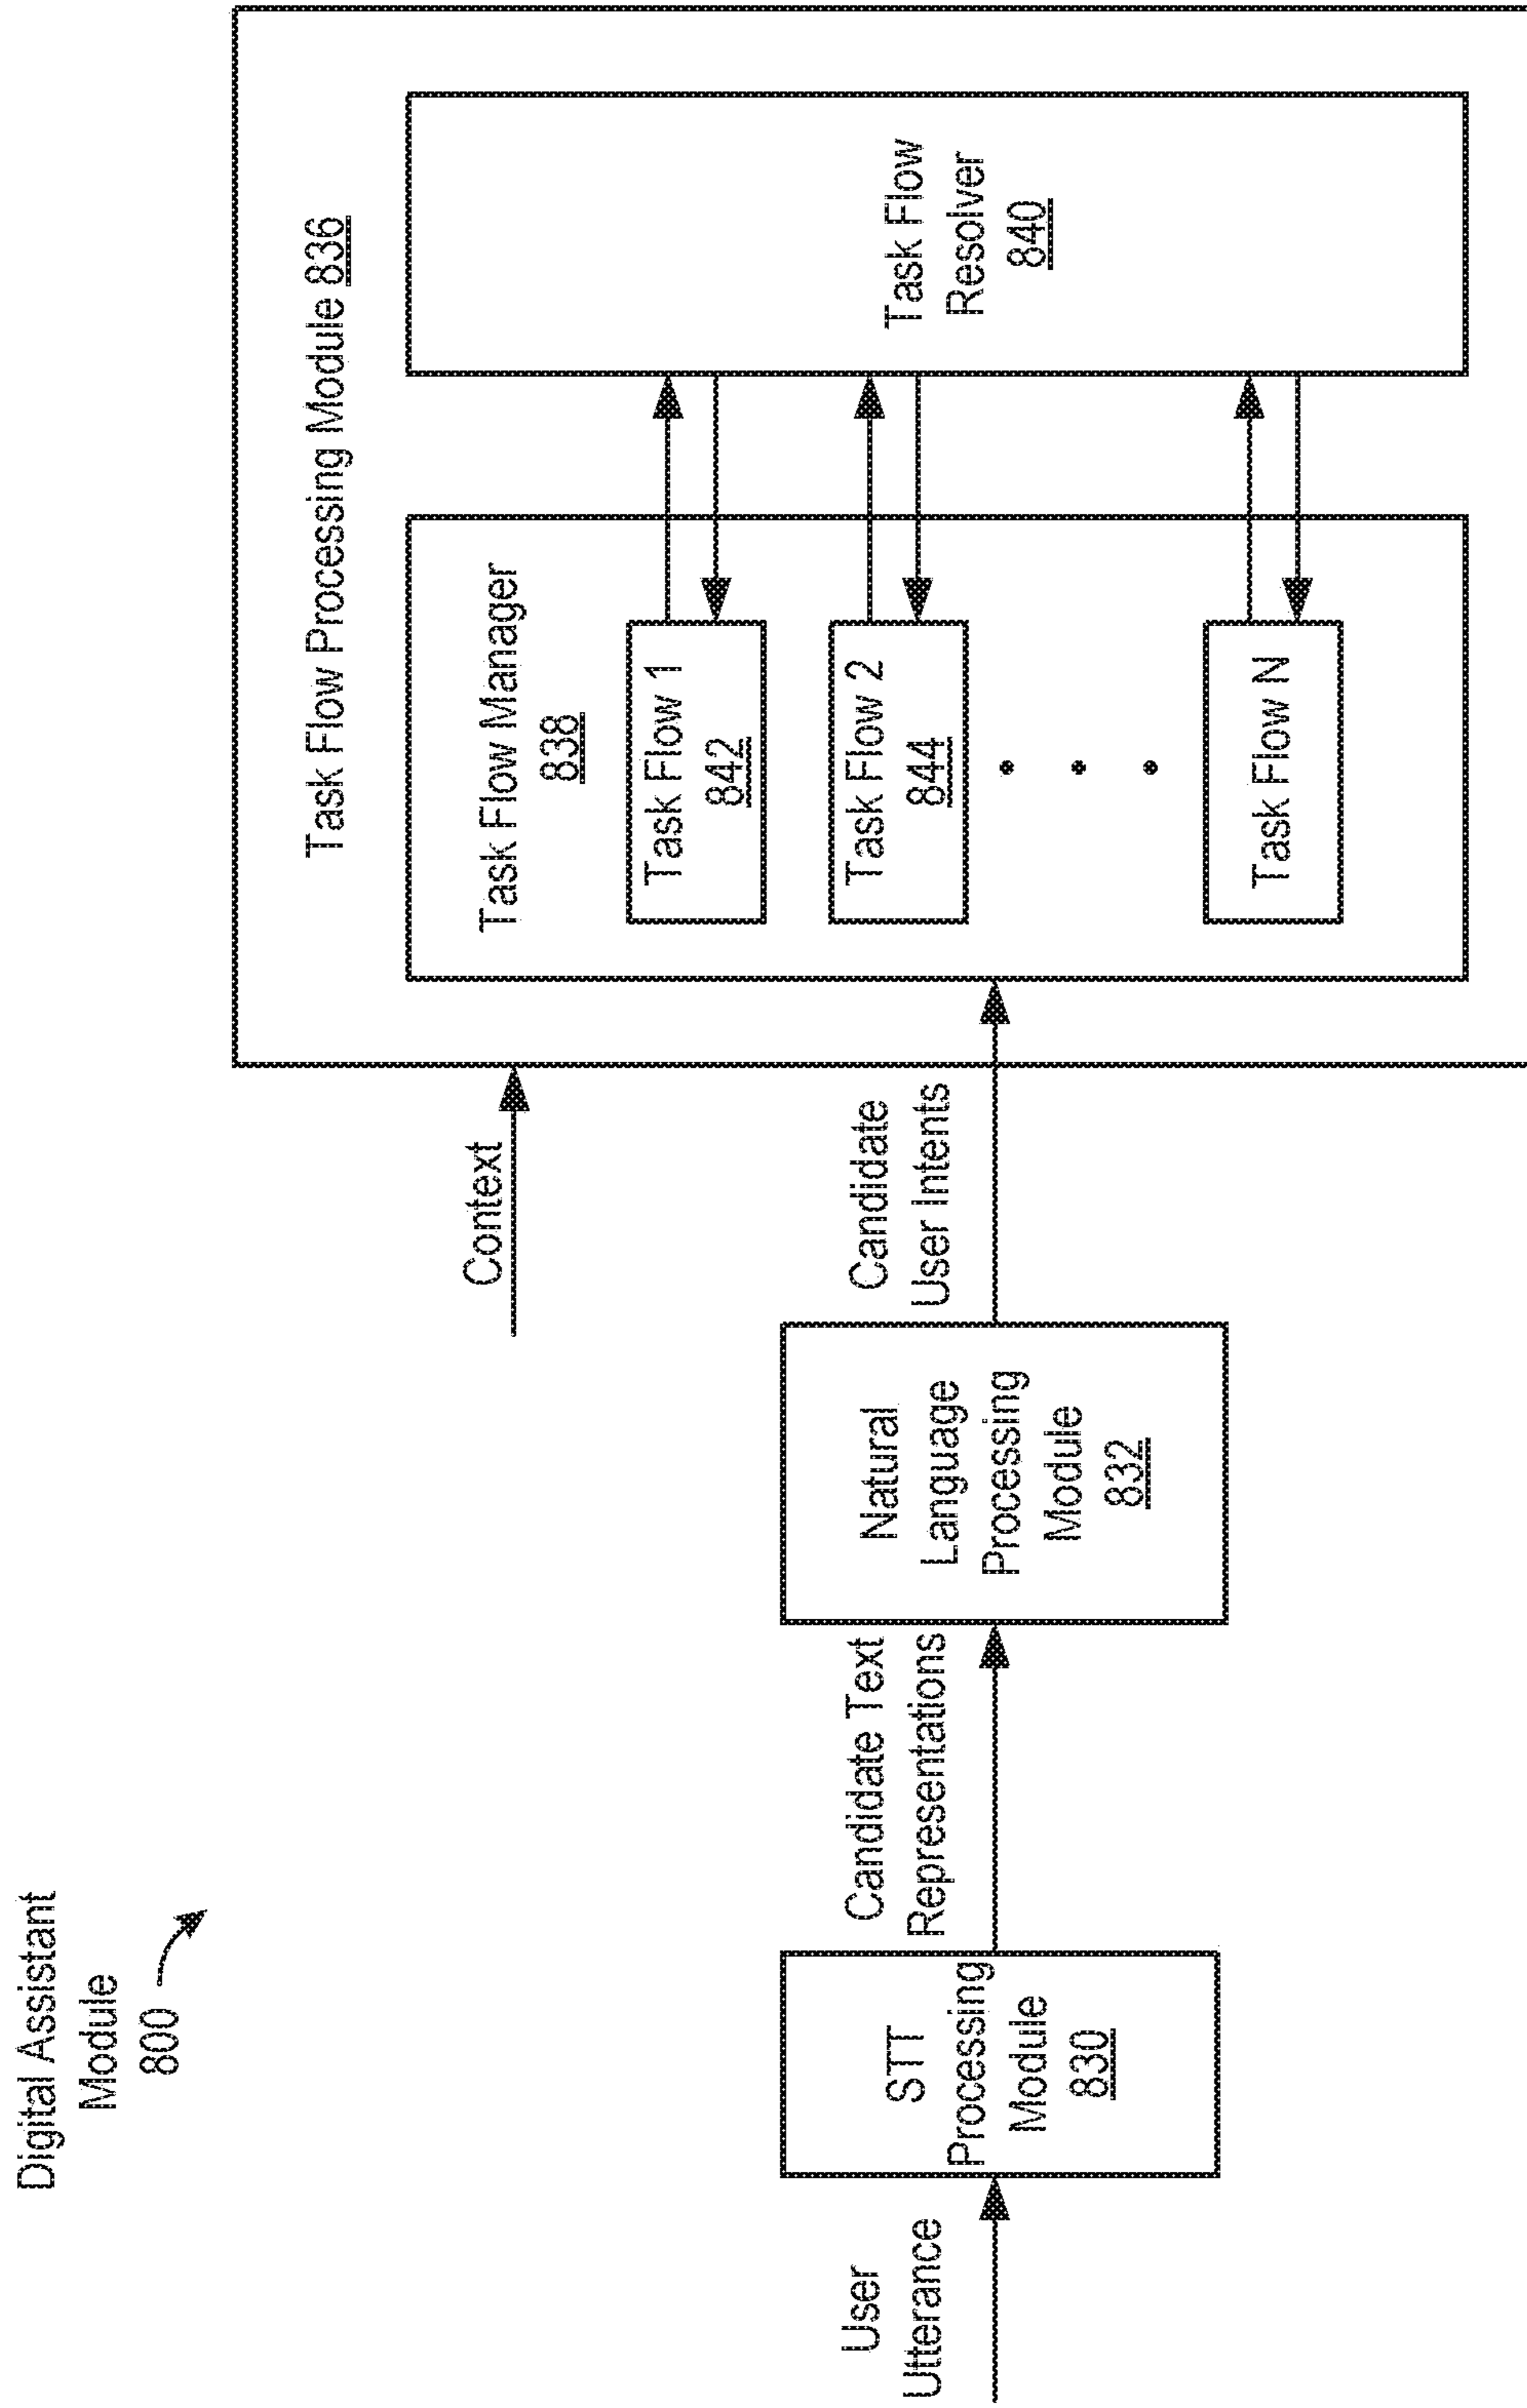 Digital Assistant
Module
800
User
Utterance
STT
Processing
Module
830
Candidate Text
Representations
Natural
Language
Processing
Module
832
Context
Candidate
User Intents
Task Flow Processing Module 836
Task Flow Manager
838
Task Flow 1
842
Task Flow 2
844
Task Flow N
Task Flow
Resolver
840